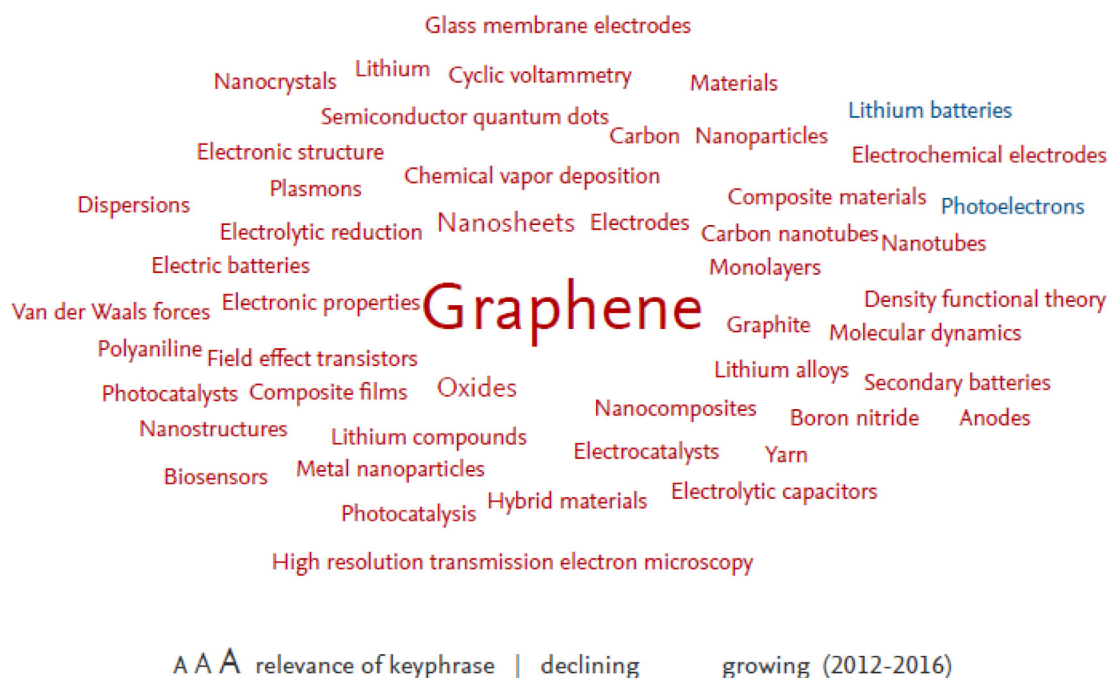 Glass membrane electrodes
Nanocrystals Lithium Cyclic voltammetry Materials
Lithium batteries
Semiconductor quantum dots
Carbon Nanoparticles
Electronic structure
Electrochemical electrodes
Chemical vapor deposition
Plasmons
Composite materials
Dispersions
Photoelectrons
Electrolytic reduction Nanosheets Electrodes Carbon nanotubes
Nanotubes
Electric batteries
Monolayers
Van der Waals forces Electronic properties Graphene Density functional theory
Graphite Molecular dynamics
Polyaniline
Field effect transistors
Lithium alloys
Secondary batteries
Photocatalysts Composite films Oxides
Nanocomposites
Boron nitride Anodes
Nanostructures
Lithium compounds
Electrocatalysts Yarn
Biosensors Metal nanoparticles
Hybrid materials Electrolytic capacitors
Photocatalysis
High resolution transmission electron microscopy
A A A relevance of keyphrase | declining growing (2012-2016)